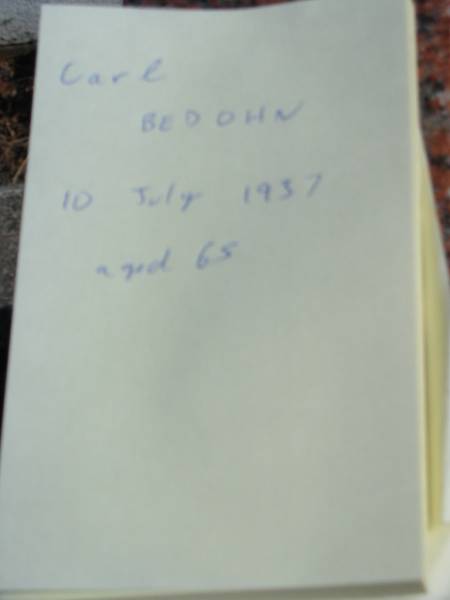 Carl
BEDOHN
10 July 1937
aged 65